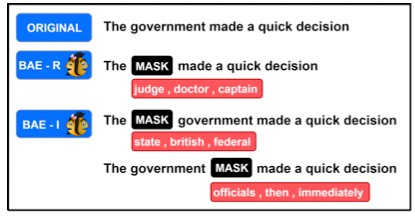 ORIGINAL The government made a quick decision
BAE - R The MASK made a quick decision
judge , doctor , captain
BAE - I The MASK government made a quick decision
state , british , federal
The government MASK made a quick decision
officials , then , immediately